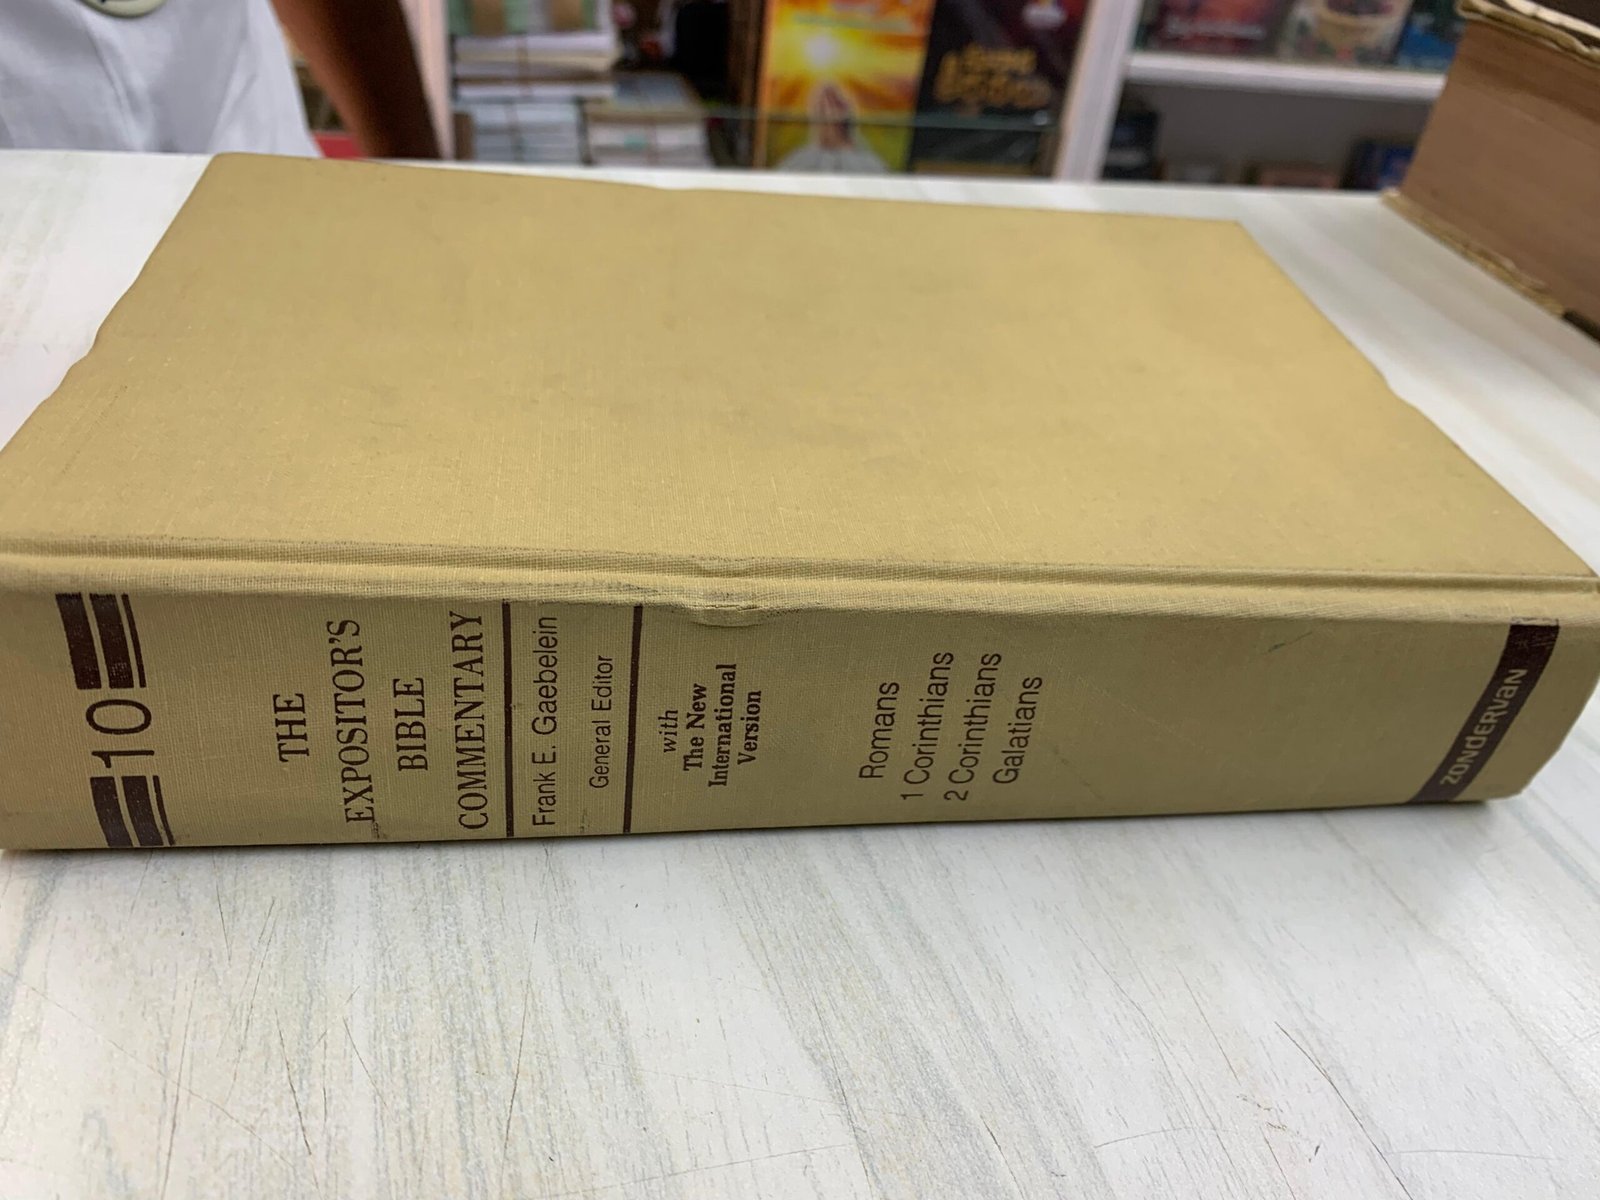 10
THE
EXPOSITOR'S
BIBLE
COMMENTARY
Frank E. Gaebelein
General Editor
with
The New
International
Version
Romans
1 Corinthians
2 Corinthians
Galatians
ZONDERVAN